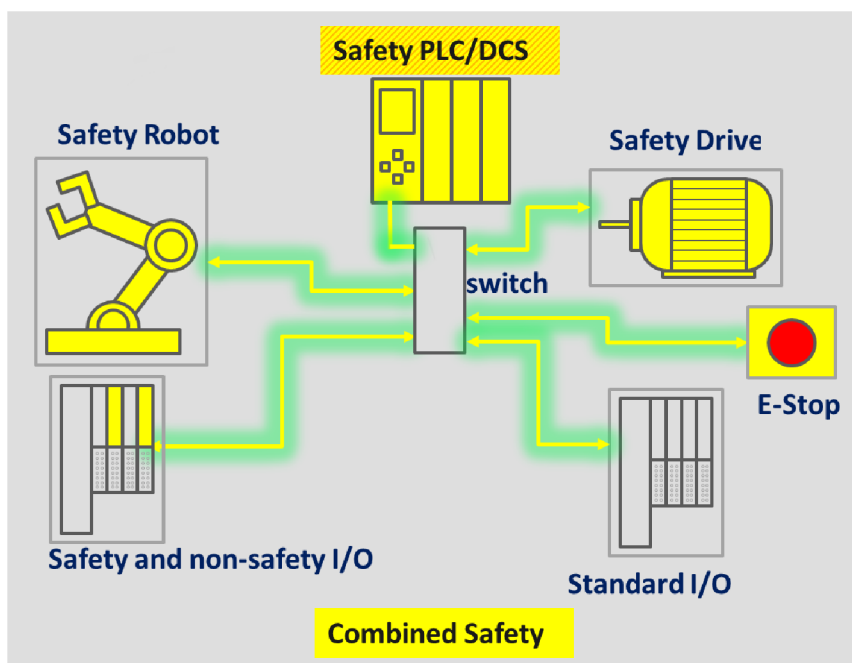 Safety PLC/DCS
Safety Robot
Safety Drive
switch
E-Stop
Safety and non-safety I/O
Standard I/O
Combined Safety